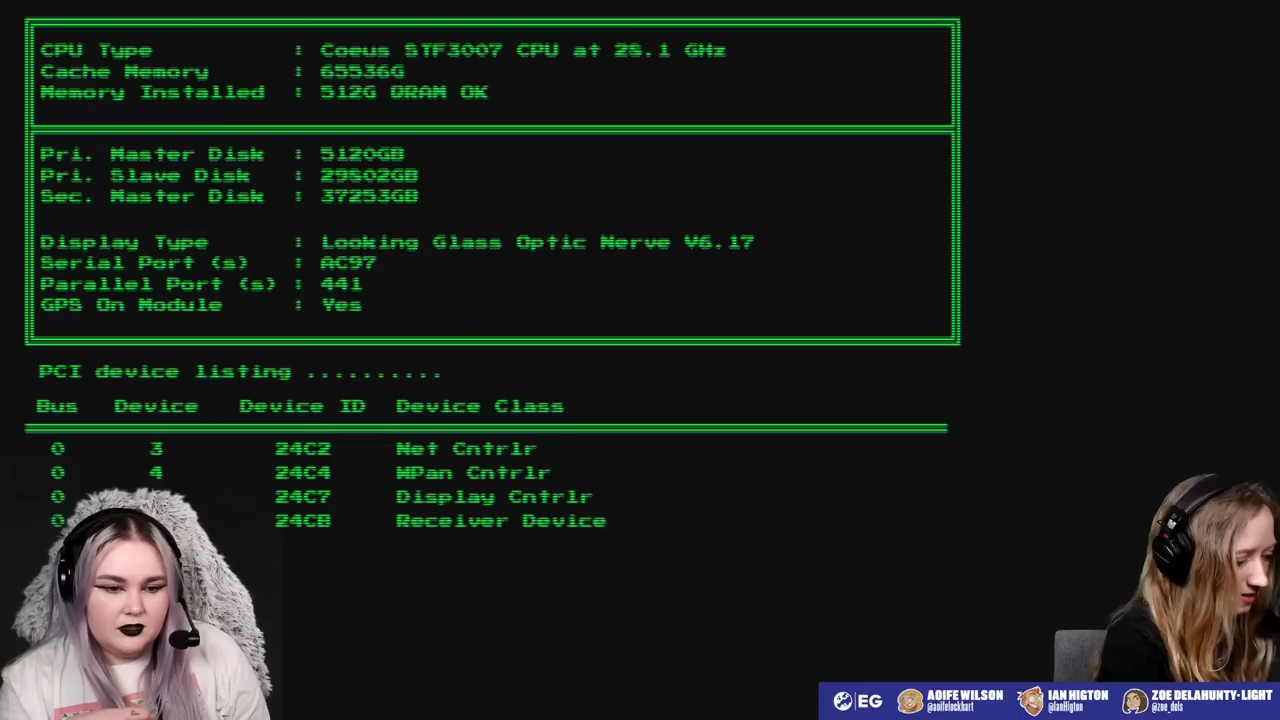 CPU Type : Coeus STF3007 CPU at 25.1 GHz
Cache Memory : 65536G
Memory Installed : 512G DRAM OK
Pri. Master Disk : 5120GB
Pri. Slave Disk : 29802GB
Sec. Master Disk : 37253GB
Display Type : Looking Glass Optic Nerve V6.17
Serial Port (s) : AC97
Parallel Port (s) : 441
GPS On Module : Yes
PCI device listing ..........
Bus Device Device ID Device Class
0 3 24C2 Net Cntrlr
0 4 24C4 WPan Cntrlr
0 24C7 Display Cntrlr
0 24CB Receiver Device
EG AOIFE WILSON @aoifelockhart IAN HIGTON @IanHigton ZOE DELAHUNTY-LIGHT @zoe_dels